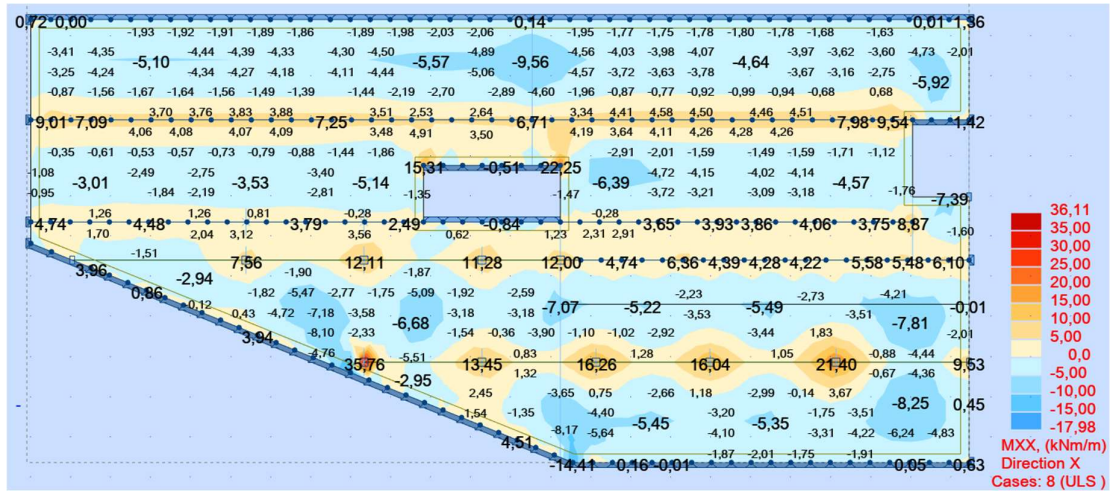 0,72 0,00 0,14 0,01 1,36
-1,93 -1,92 -1,91 -1,89 -1,86 -1,89 -1,98 -2,03 -2,06 -1,95 -1,77 -1,75 -1,78 -1,80 -1,78 -1,68 -1,63
-3,41 -4,35 -4,44 -4,39 -4,33 -4,30 -4,50 -4,89 -4,56 -4,03 -3,98 -4,07 -3,97 -3,62 -3,60 -4,73 -2,01
-5,10 -5,57 -9,56 -4,64
-3,25 -4,24 -4,34 -4,27 -4,18 -4,11 -4,44 -5,06 -4,57 -3,72 -3,63 -3,78 -3,67 -3,16 -2,75
-5,92
-0,87 -1,56 -1,67 -1,64 -1,56 -1,49 -1,39 -1,44 -2,19 -2,70 -2,89 -4,60 -1,96 -0,87 -0,77 -0,92 -0,99 -0,94 -0,68 0,68
3,70 3,76 3,83 3,88 3,51 2,53 2,64 3,34 4,41 4,58 4,50 4,46 4,51
9,01 7,09 7,25 6,71 7,98 9,54 1,42
4,06 4,08 4,07 4,09 3,48 4,91 3,50 4,19 3,64 4,11 4,26 4,28 4,26
-0,35 -0,61 -0,53 -0,57 -0,73 -0,79 -0,88 -1,44 -1,86 -2,91 -2,01 -1,59 -1,49 -1,59 -1,71 -1,12
15,31 -0,51 22,25
-1,08 -2,49 -2,75 -3,40 -4,72 -4,15 -4,02 -4,14
-3,01 -3,53 -5,14 -6,39 -4,57
-0,95 -1,84 -2,19 -2,81 -1,35 -1,47 -3,72 -3,21 -3,09 -3,18 -1,76
-7,39
1,26 1,26 0,81 -0,28 -0,28
4,74 4,48 3,79 2,49 -0,84 3,65 3,93 3,86 4,06 3,75 8,87
1,70 2,04 3,12 3,56 0,62 1,23 2,31 2,91 -1,60
-1,51
7,56 12,11 11,28 12,00 4,74 6,36 4,39 4,28 4,22 5,58 5,48 6,10
3,96 -2,94 -1,90 -1,87
0,86 -1,82 -5,47 -2,77 -1,75 -5,09 -1,92 -2,59 -2,23 -2,73 -4,21
0,12 -7,07 -5,22 -5,49 -0,01
0,43 -4,72 -7,18 -3,58 -3,18 -3,18 -3,53 -3,51
-6,68 -7,81
3,94 -8,10 -2,33 -1,54 -0,36 -3,90 -1,10 -1,02 -2,92 -3,44 1,83 -2,01
-4,76 -5,51 0,83 1,28 1,05 -0,88 -4,44
35,76 13,45 16,26 16,04 21,40 9,53
1,32 -0,67 -4,36
-2,95
2,45 -3,65 0,75 -2,66 1,18 -2,99 -0,14 3,67
-8,25 0,45
1,54 -1,35 -4,40 -3,20 -1,75 -3,51
-5,45 -5,35
-8,17 -5,64 -4,10 -3,31 -4,22 -6,24 -4,83
4,51
-1,87 -2,01 -1,75 -1,91
-14,41 0,16 -0,01 0,05 0,63
36,11
35,00
30,00
25,00
20,00
15,00
10,00
5,00
0,0
-5,00
-10,00
-15,00
-17,98
MXX, (kNm/m)
Direction X
Cases: 8 (ULS )